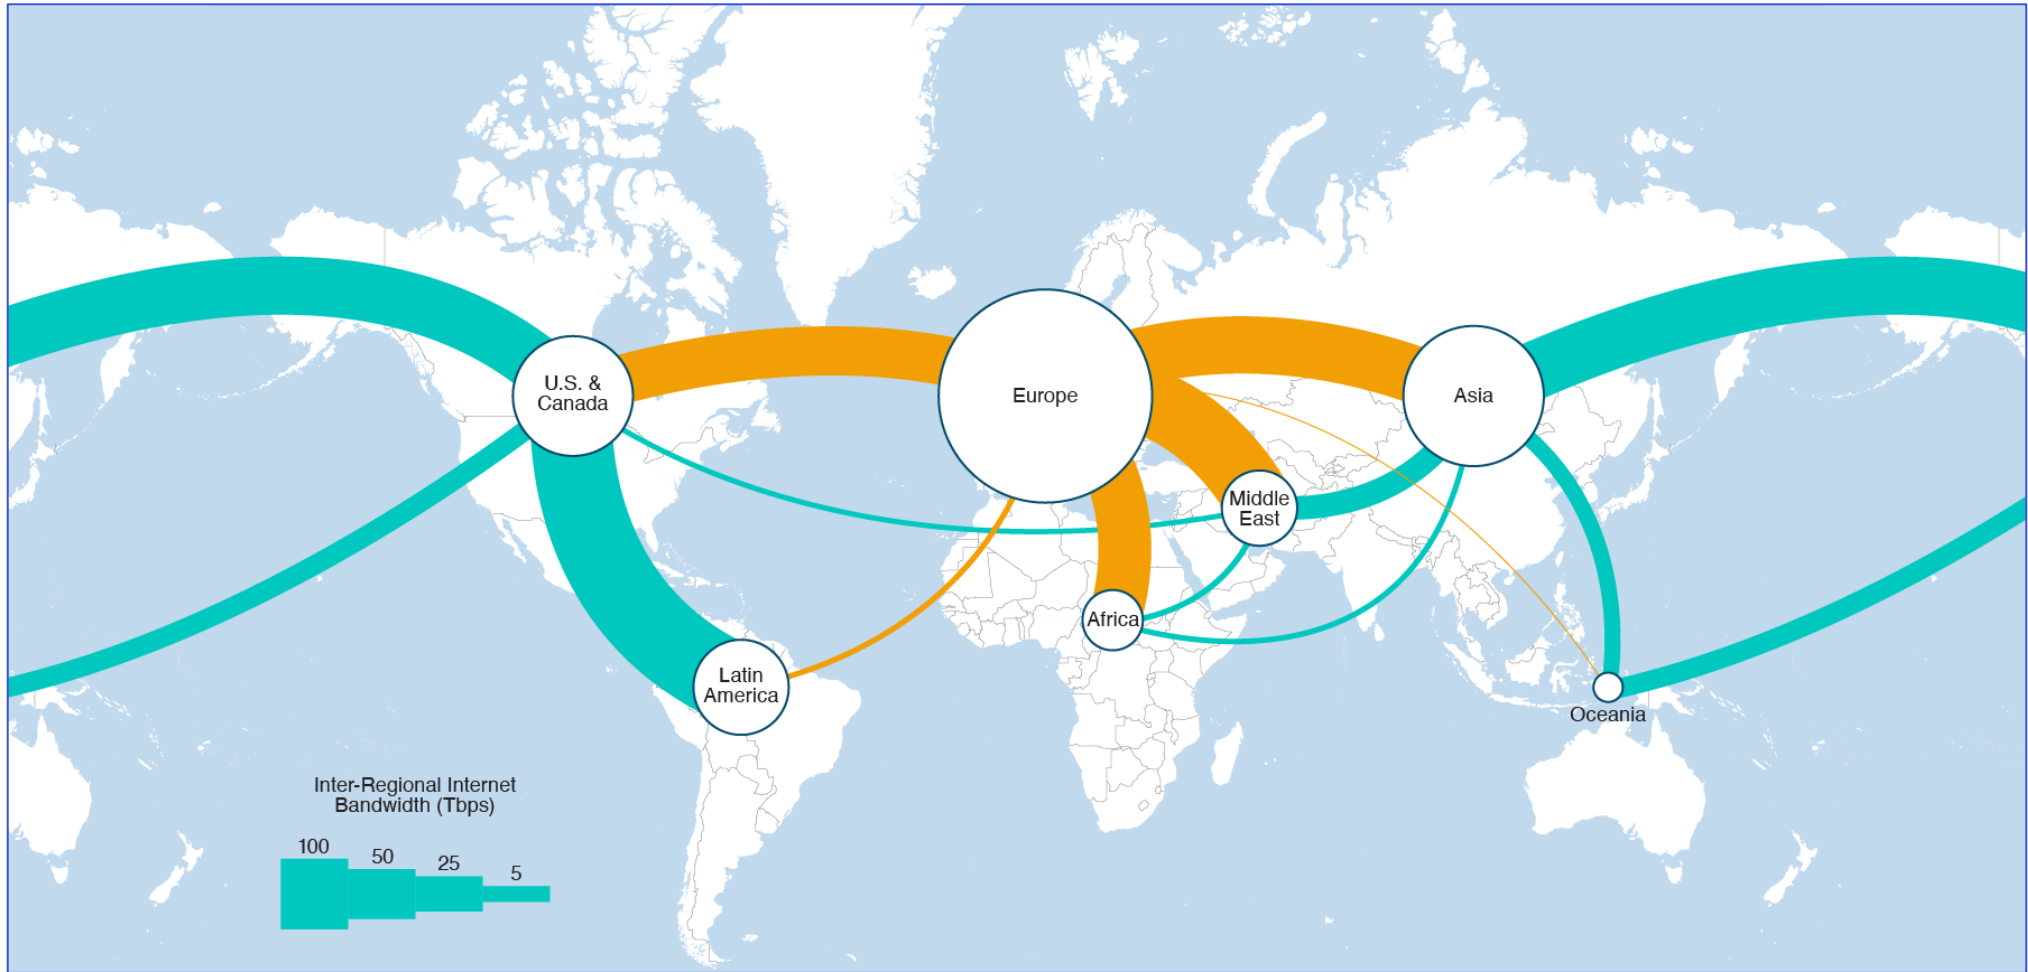 U.S. &
Canada
Europe
Asia
Middle
East
Africa
Latin
America
Oceania
Inter-Regional Internet
Bandwidth (Tbps)
100
50
25
5